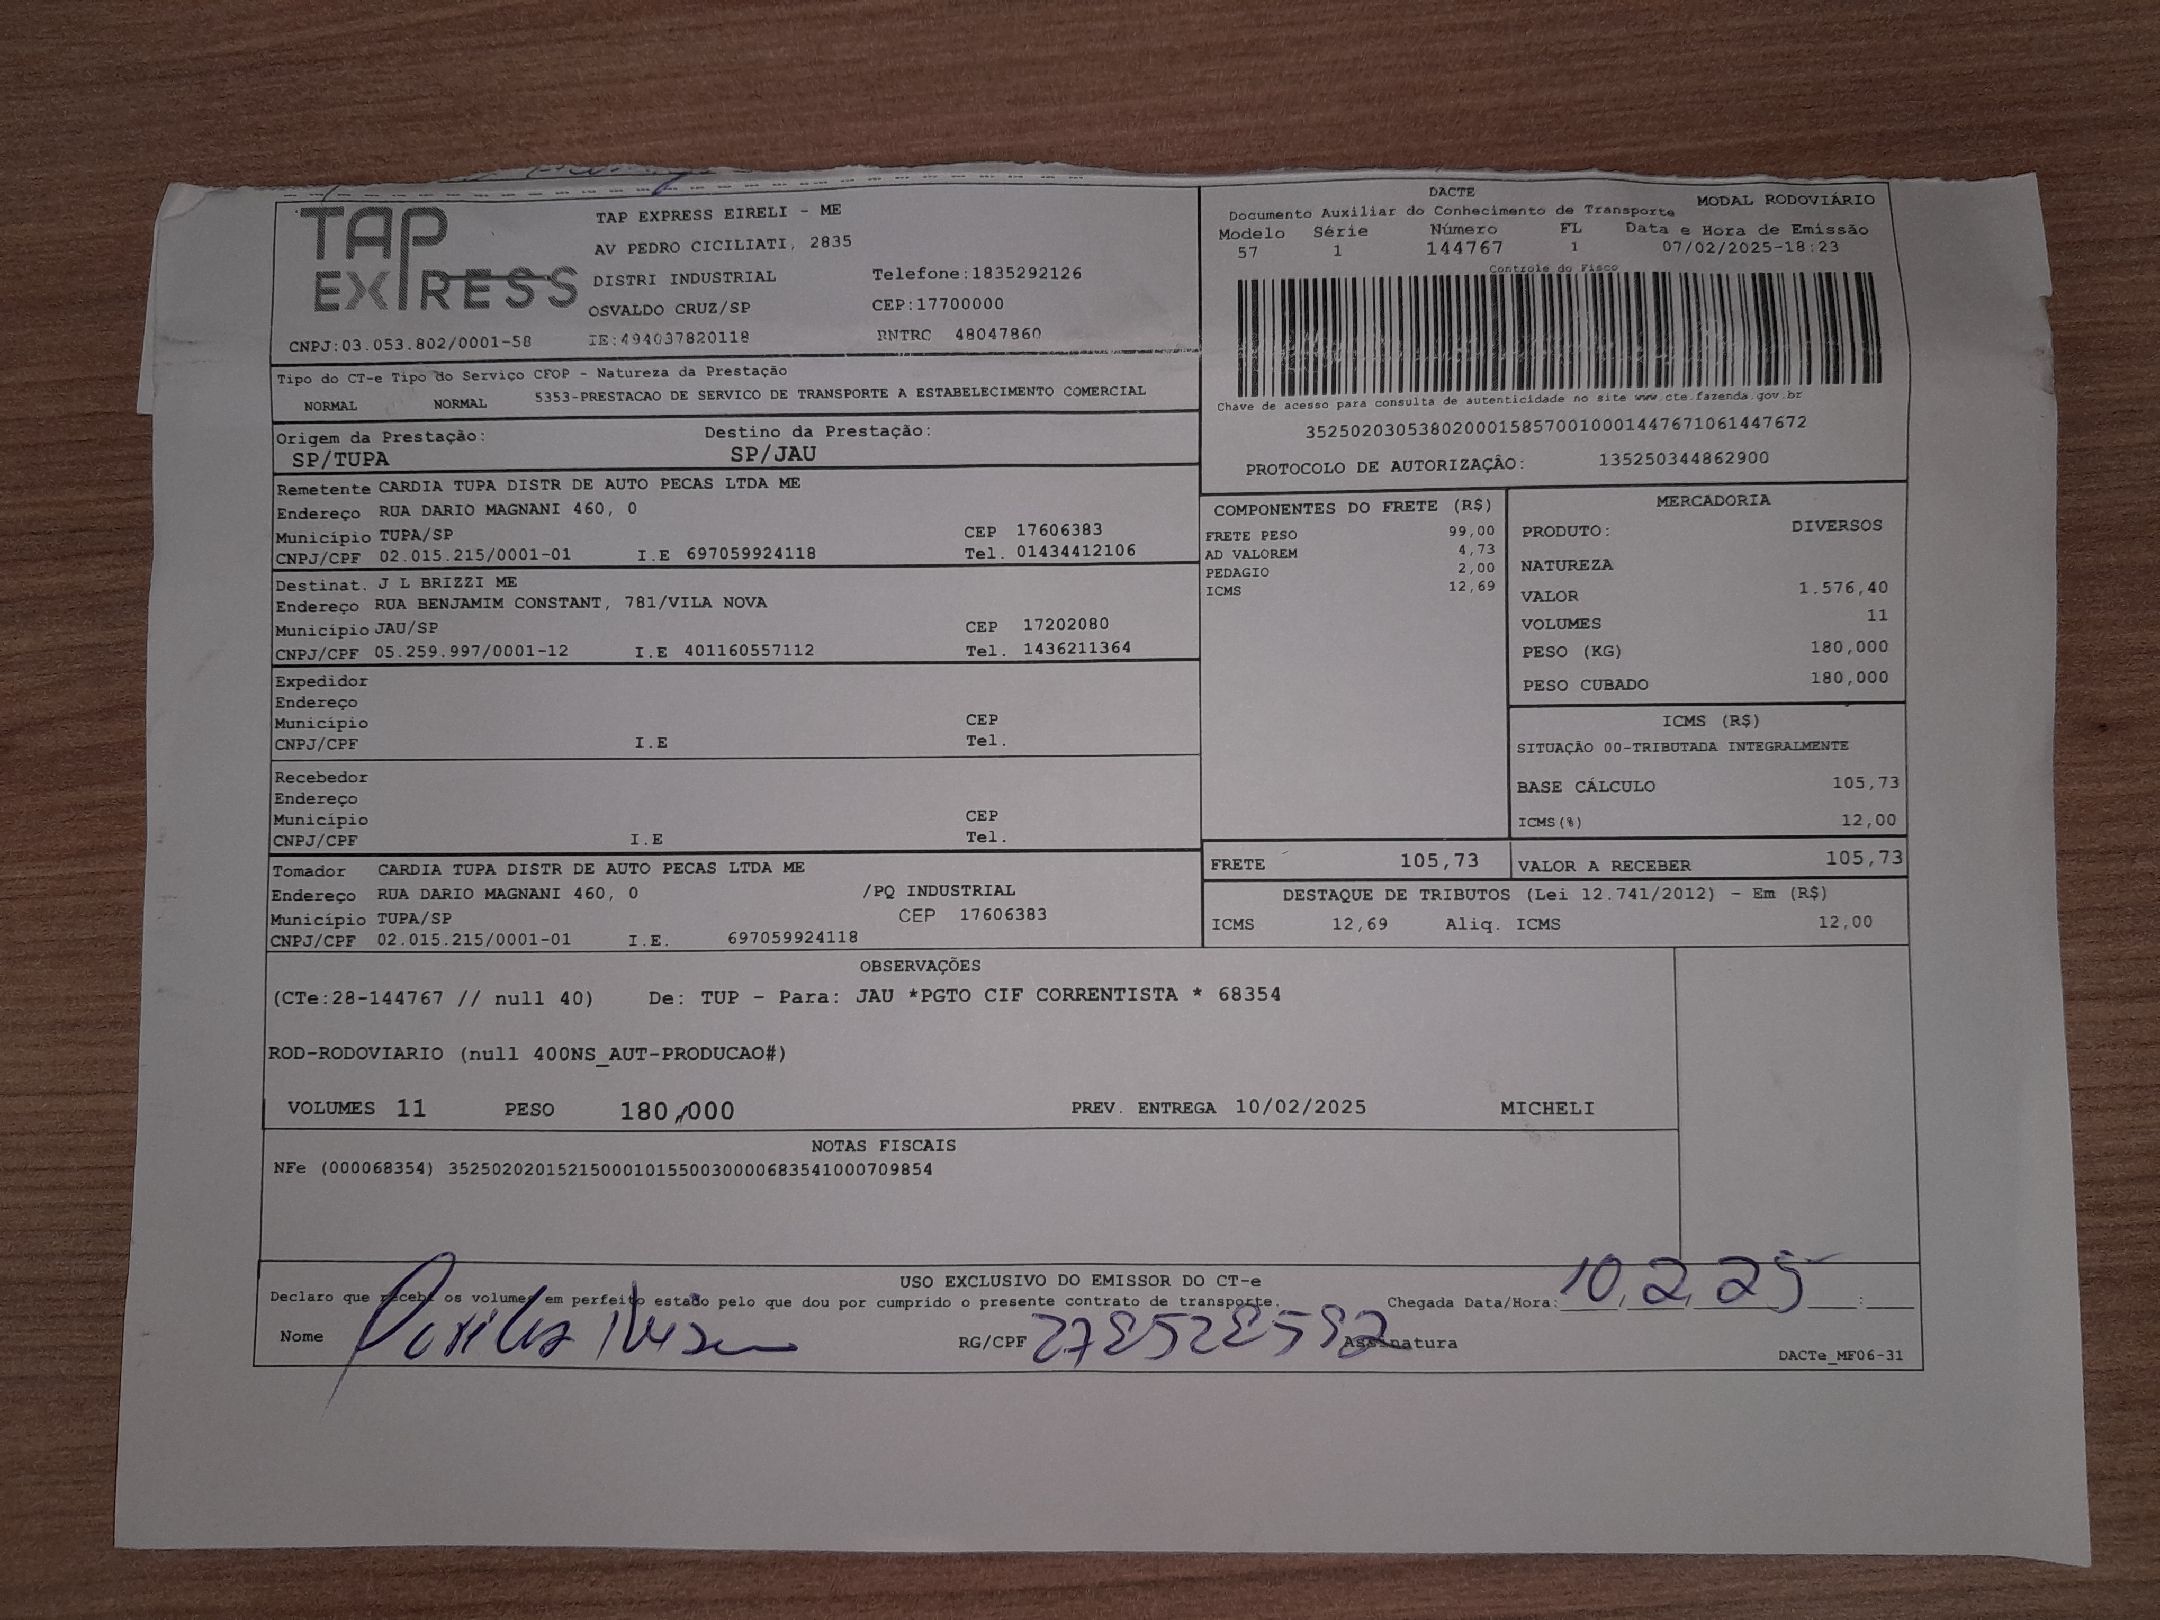 TAP EXPRESS
TAP EXPRESS EIRELI - ME
AV PEDRO CICILIATI, 2835
DISTRI INDUSTRIAL Telefone:1835292126
OSVALDO CRUZ/SP CEP:17700000
CNPJ:03.053.802/0001-58 IE:494037820118 RNTRC 48047860
DACTE MODAL RODOVIÁRIO
Documento Auxiliar do Conhecimento de Transporte
Modelo Série Número FL Data e Hora de Emissão
57 1 144767 1 07/02/2025-18:23
Controle do Fisco
Chave de acesso para consulta de autenticidade no site www.cte.fazenda.gov.br
35250203053802000158570010001447671061447672
PROTOCOLO DE AUTORIZAÇÃO: 135250344862900
Tipo do CT-e Tipo do Serviço CFOP - Natureza da Prestação
NORMAL NORMAL 5353-PRESTACAO DE SERVICO DE TRANSPORTE A ESTABELECIMENTO COMERCIAL
Origem da Prestação: Destino da Prestação:
SP/TUPA SP/JAU
Remetente CARDIA TUPA DISTR DE AUTO PECAS LTDA ME
Endereço RUA DARIO MAGNANI 460, 0
Município TUPA/SP CEP 17606383
CNPJ/CPF 02.015.215/0001-01 I.E 697059924118 Tel. 01434412106
Destinat. J L BRIZZI ME
Endereço RUA BENJAMIM CONSTANT, 781/VILA NOVA
Município JAU/SP CEP 17202080
CNPJ/CPF 05.259.997/0001-12 I.E 401160557112 Tel. 1436211364
Expedidor
Endereço
Município CEP
CNPJ/CPF I.E Tel.
Recebedor
Endereço
Município CEP
CNPJ/CPF I.E Tel.
Tomador CARDIA TUPA DISTR DE AUTO PECAS LTDA ME
Endereço RUA DARIO MAGNANI 460, 0 /PQ INDUSTRIAL
Município TUPA/SP CEP 17606383
CNPJ/CPF 02.015.215/0001-01 I.E. 697059924118
COMPONENTES DO FRETE (R$)
FRETE PESO 99,00
AD VALOREM 4,73
PEDAGIO 2,00
ICMS 12,69
MERCADORIA
PRODUTO: DIVERSOS
NATUREZA
VALOR 1.576,40
VOLUMES 11
PESO (KG) 180,000
PESO CUBADO 180,000
ICMS (R$)
SITUAÇÃO 00-TRIBUTADA INTEGRALMENTE
BASE CÁLCULO 105,73
ICMS(%) 12,00
FRETE 105,73 VALOR A RECEBER 105,73
DESTAQUE DE TRIBUTOS (Lei 12.741/2012) - Em (R$)
ICMS 12,69 Aliq. ICMS 12,00
OBSERVAÇÕES
(CTe:28-144767 // null 40) De: TUP - Para: JAU *PGTO CIF CORRENTISTA * 68354
ROD-RODOVIARIO (null 400NS_AUT-PRODUCAO#)
VOLUMES 11 PESO 180,000 PREV. ENTREGA 10/02/2025 MICHELI
NOTAS FISCAIS
NFe (000068354) 35250202015215000101550030000683541000709854
USO EXCLUSIVO DO EMISSOR DO CT-e
Declaro que recebi os volumes em perfeito estado pelo que dou por cumprido o presente contrato de transporte. Chegada Data/Hora: 10, 2, 25 :
Nome RG/CPF 278528582 Assinatura
DACTe_MF06-31